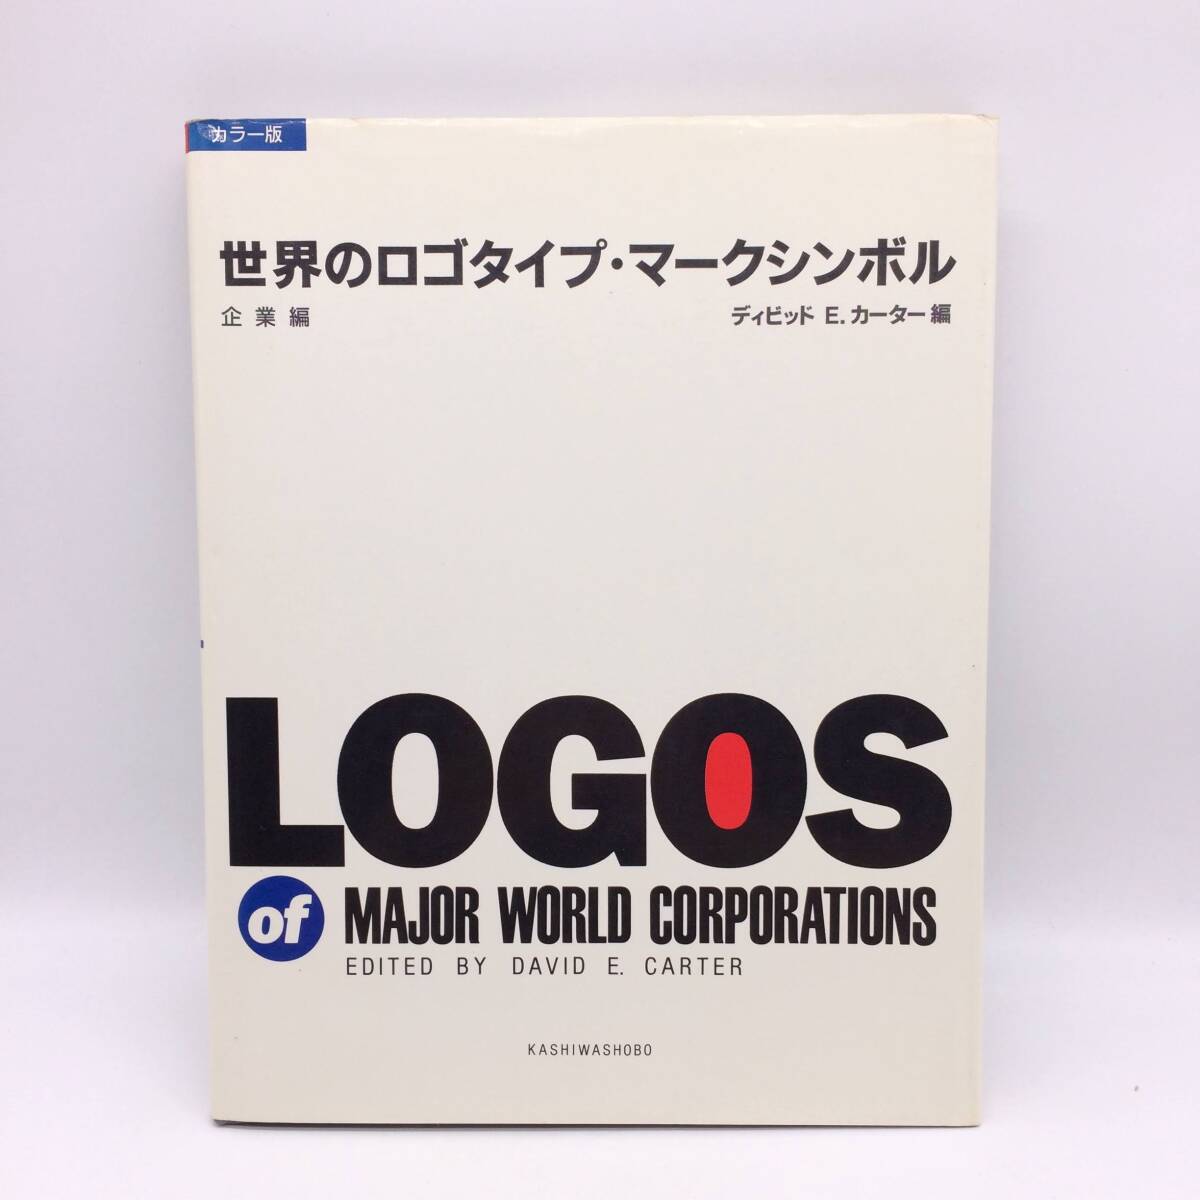 カラー版
世界のロゴタイプ・マークシンボル
企業編
ディビッド E. カーター編
LOGOS
of MAJOR WORLD CORPORATIONS
EDITED BY DAVID E. CARTER
KASHIWASHOBO